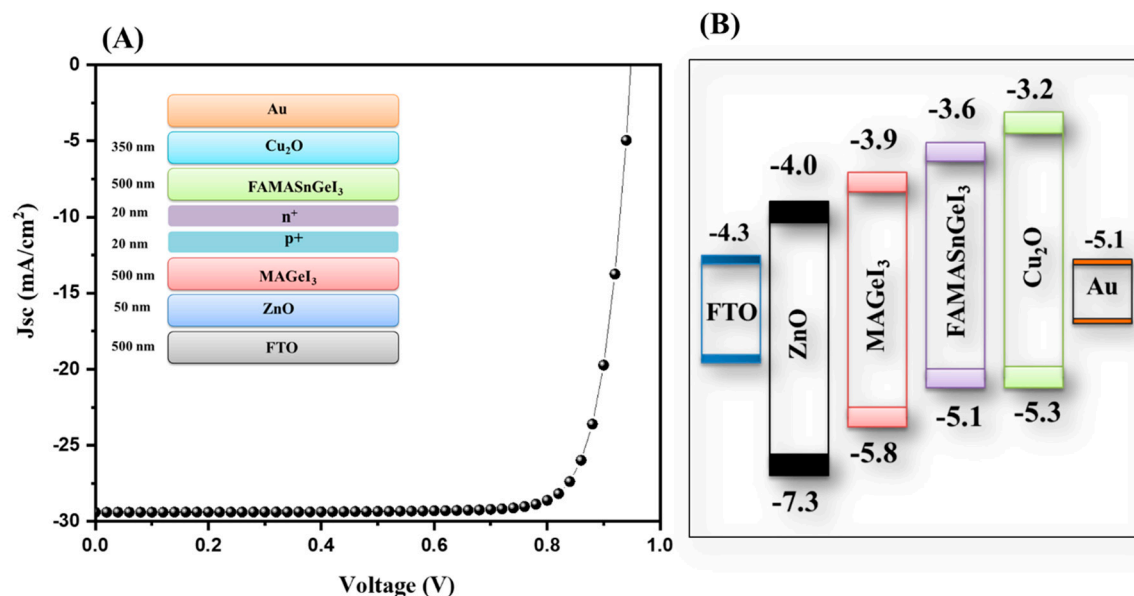 (A)
0
-5
-10
-15
-20
-25
-30
Jsc (mA/cm²)
Au
350 nm Cu₂O
500 nm FAMASnGeI₃
20 nm n⁺
20 nm p+
500 nm MAGeI₃
50 nm ZnO
500 nm FTO
0.0 0.2 0.4 0.6 0.8 1.0
Voltage (V)
(B)
-4.3
FTO
-4.0
ZnO
-7.3
-3.9
MAGeI₃
-5.8
-3.6
FAMASnGeI₃
-5.1
-3.2
Cu₂O
-5.3
-5.1
Au